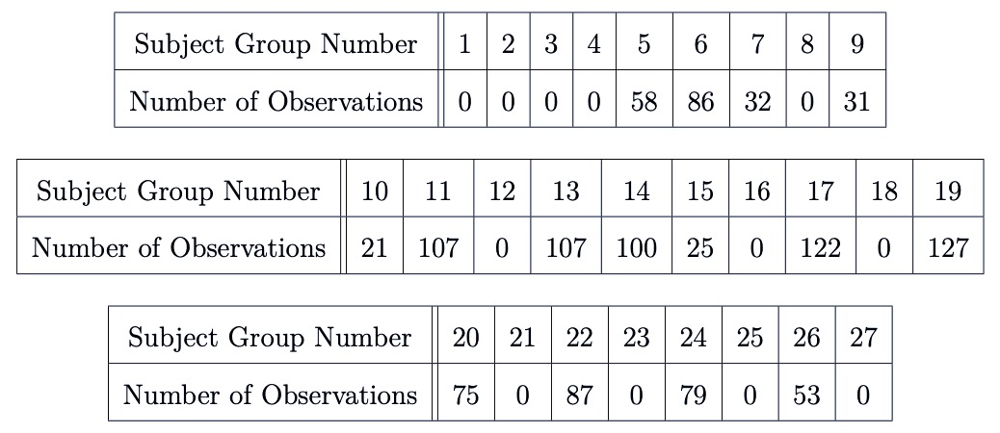 Subject Group Number 1 2 3 4 5 6 7 8 9
Number of Observations 0 0 0 0 58 86 32 0 31
Subject Group Number 10 11 12 13 14 15 16 17 18 19
Number of Observations 21 107 0 107 100 25 0 122 0 127
Subject Group Number 20 21 22 23 24 25 26 27
Number of Observations 75 0 87 0 79 0 53 0